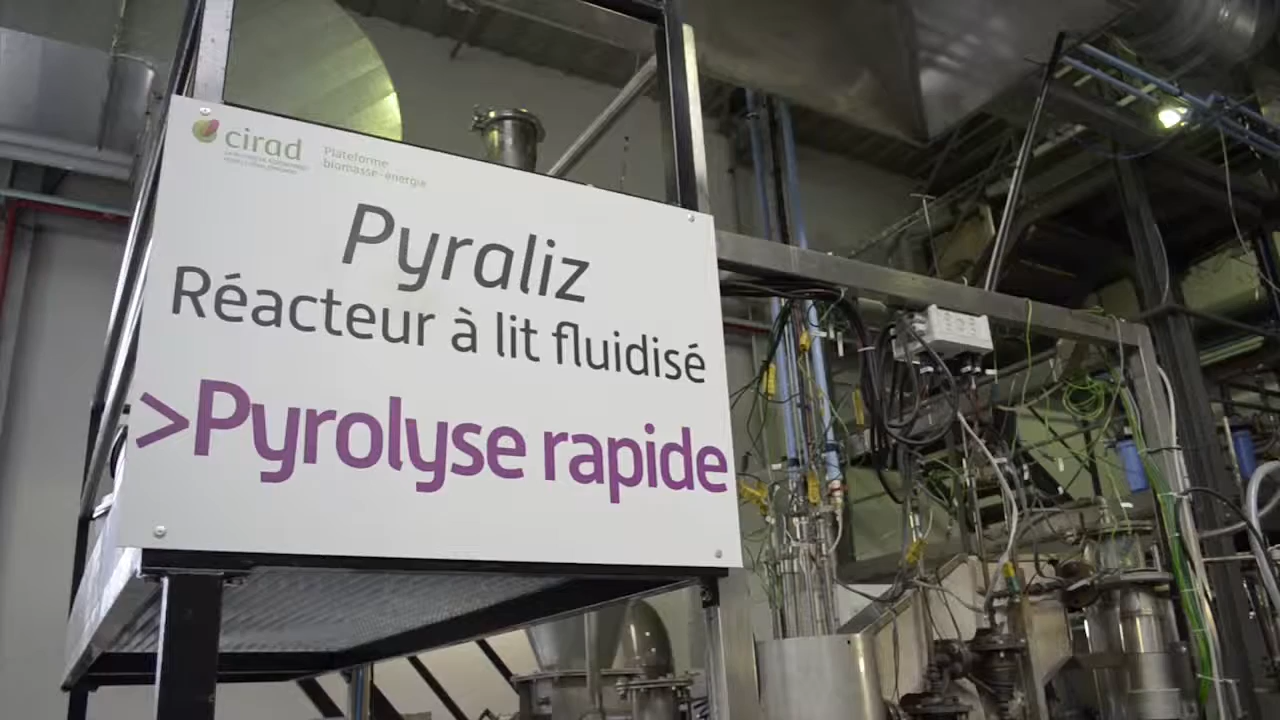 cirad
Plateforme
biomasse-énergie
Pyraliz
Réacteur à lit fluidisé
>Pyrolyse rapide